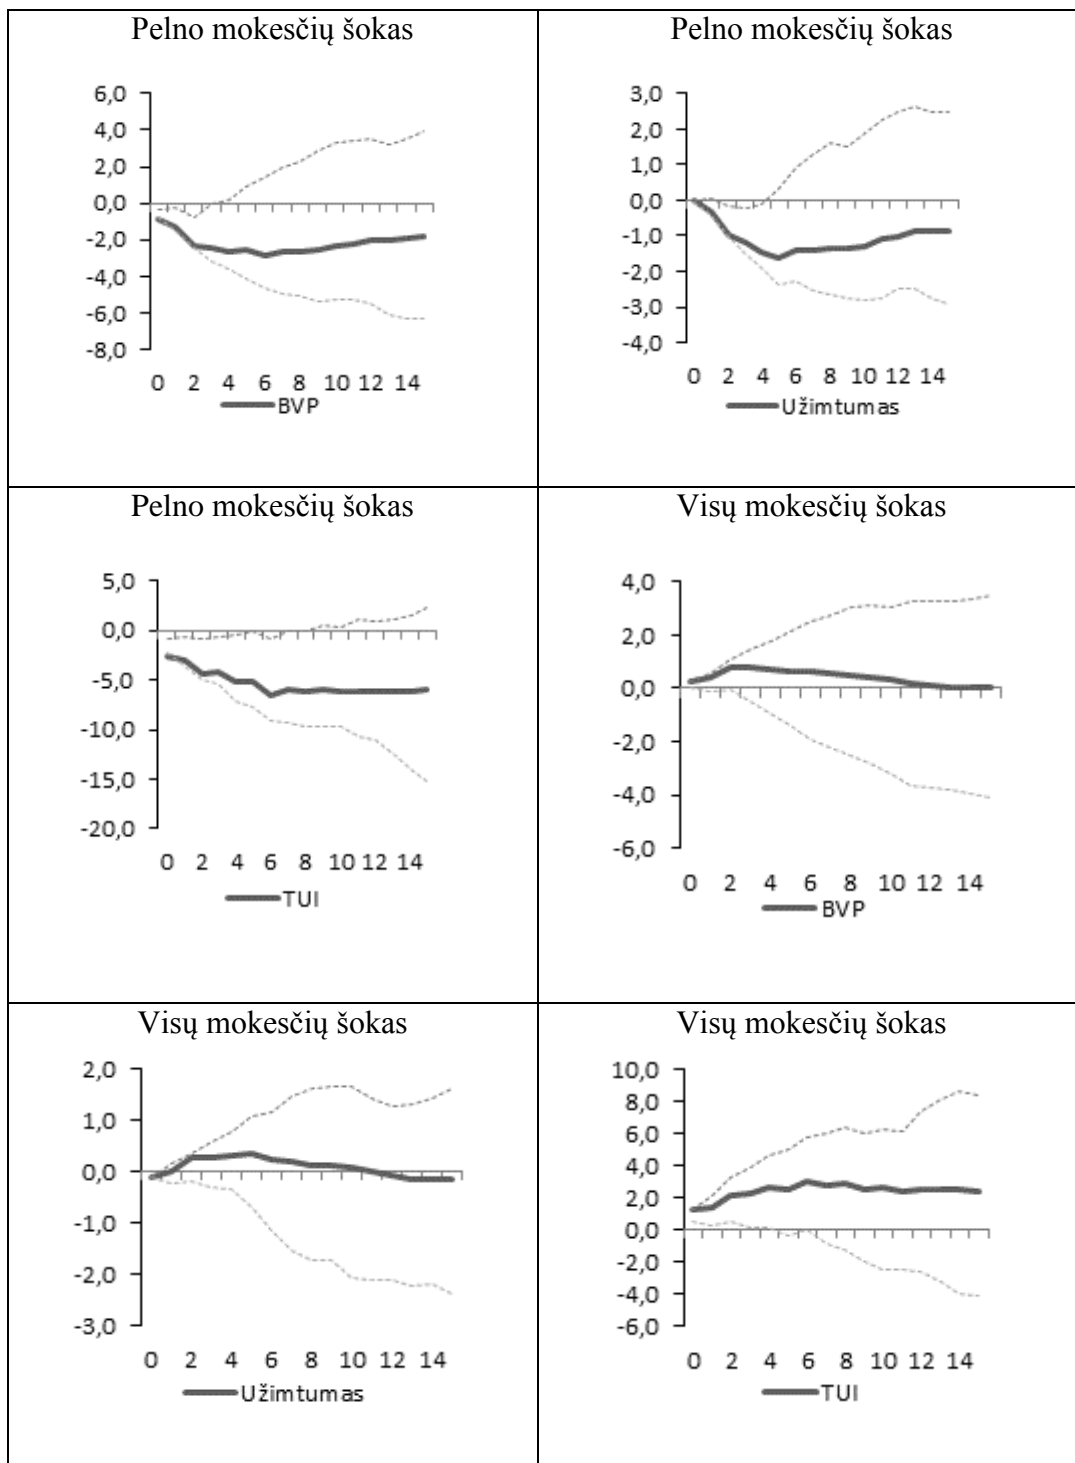 Pelno mokesčių šokas
6,0
4,0
2,0
0,0
-2,0
-4,0
-6,0
-8,0
0 2 4 6 8 10 12 14
BVP
Pelno mokesčių šokas
3,0
2,0
1,0
0,0
-1,0
-2,0
-3,0
-4,0
0 2 4 6 8 10 12 14
Užimtumas
Pelno mokesčių šokas
5,0
0,0
-5,0
-10,0
-15,0
-20,0
0 2 4 6 8 10 12 14
TUI
Visų mokesčių šokas
4,0
2,0
0,0
-2,0
-4,0
-6,0
0 2 4 6 8 10 12 14
BVP
Visų mokesčių šokas
2,0
1,0
0,0
-1,0
-2,0
-3,0
0 2 4 6 8 10 12 14
Užimtumas
Visų mokesčių šokas
10,0
8,0
6,0
4,0
2,0
0,0
-2,0
-4,0
-6,0
0 2 4 6 8 10 12 14
TUI